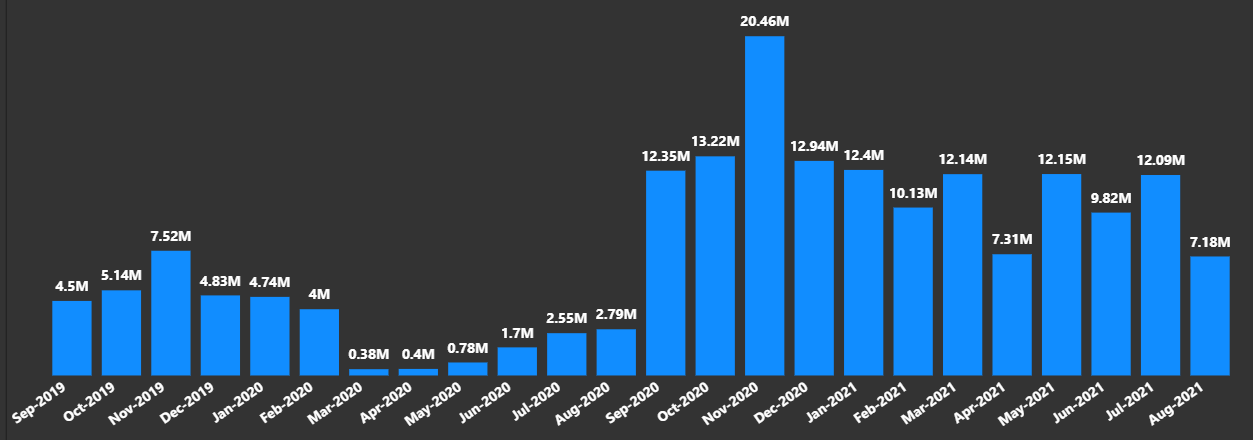 20.46M
13.22M
12.94M
12.35M
12.4M
12.14M
12.15M
12.09M
10.13M
9.82M
7.52M
7.31M
7.18M
5.14M
4.5M
4.83M
4.74M
4M
2.79M
2.55M
1.7M
0.38M
0.4M
0.78M
Sep-2019
Oct-2019
Nov-2019
Dec-2019
Jan-2020
Feb-2020
Mar-2020
Apr-2020
May-2020
Jun-2020
Jul-2020
Aug-2020
Sep-2020
Oct-2020
Nov-2020
Dec-2020
Jan-2021
Feb-2021
Mar-2021
Apr-2021
May-2021
Jun-2021
Jul-2021
Aug-2021